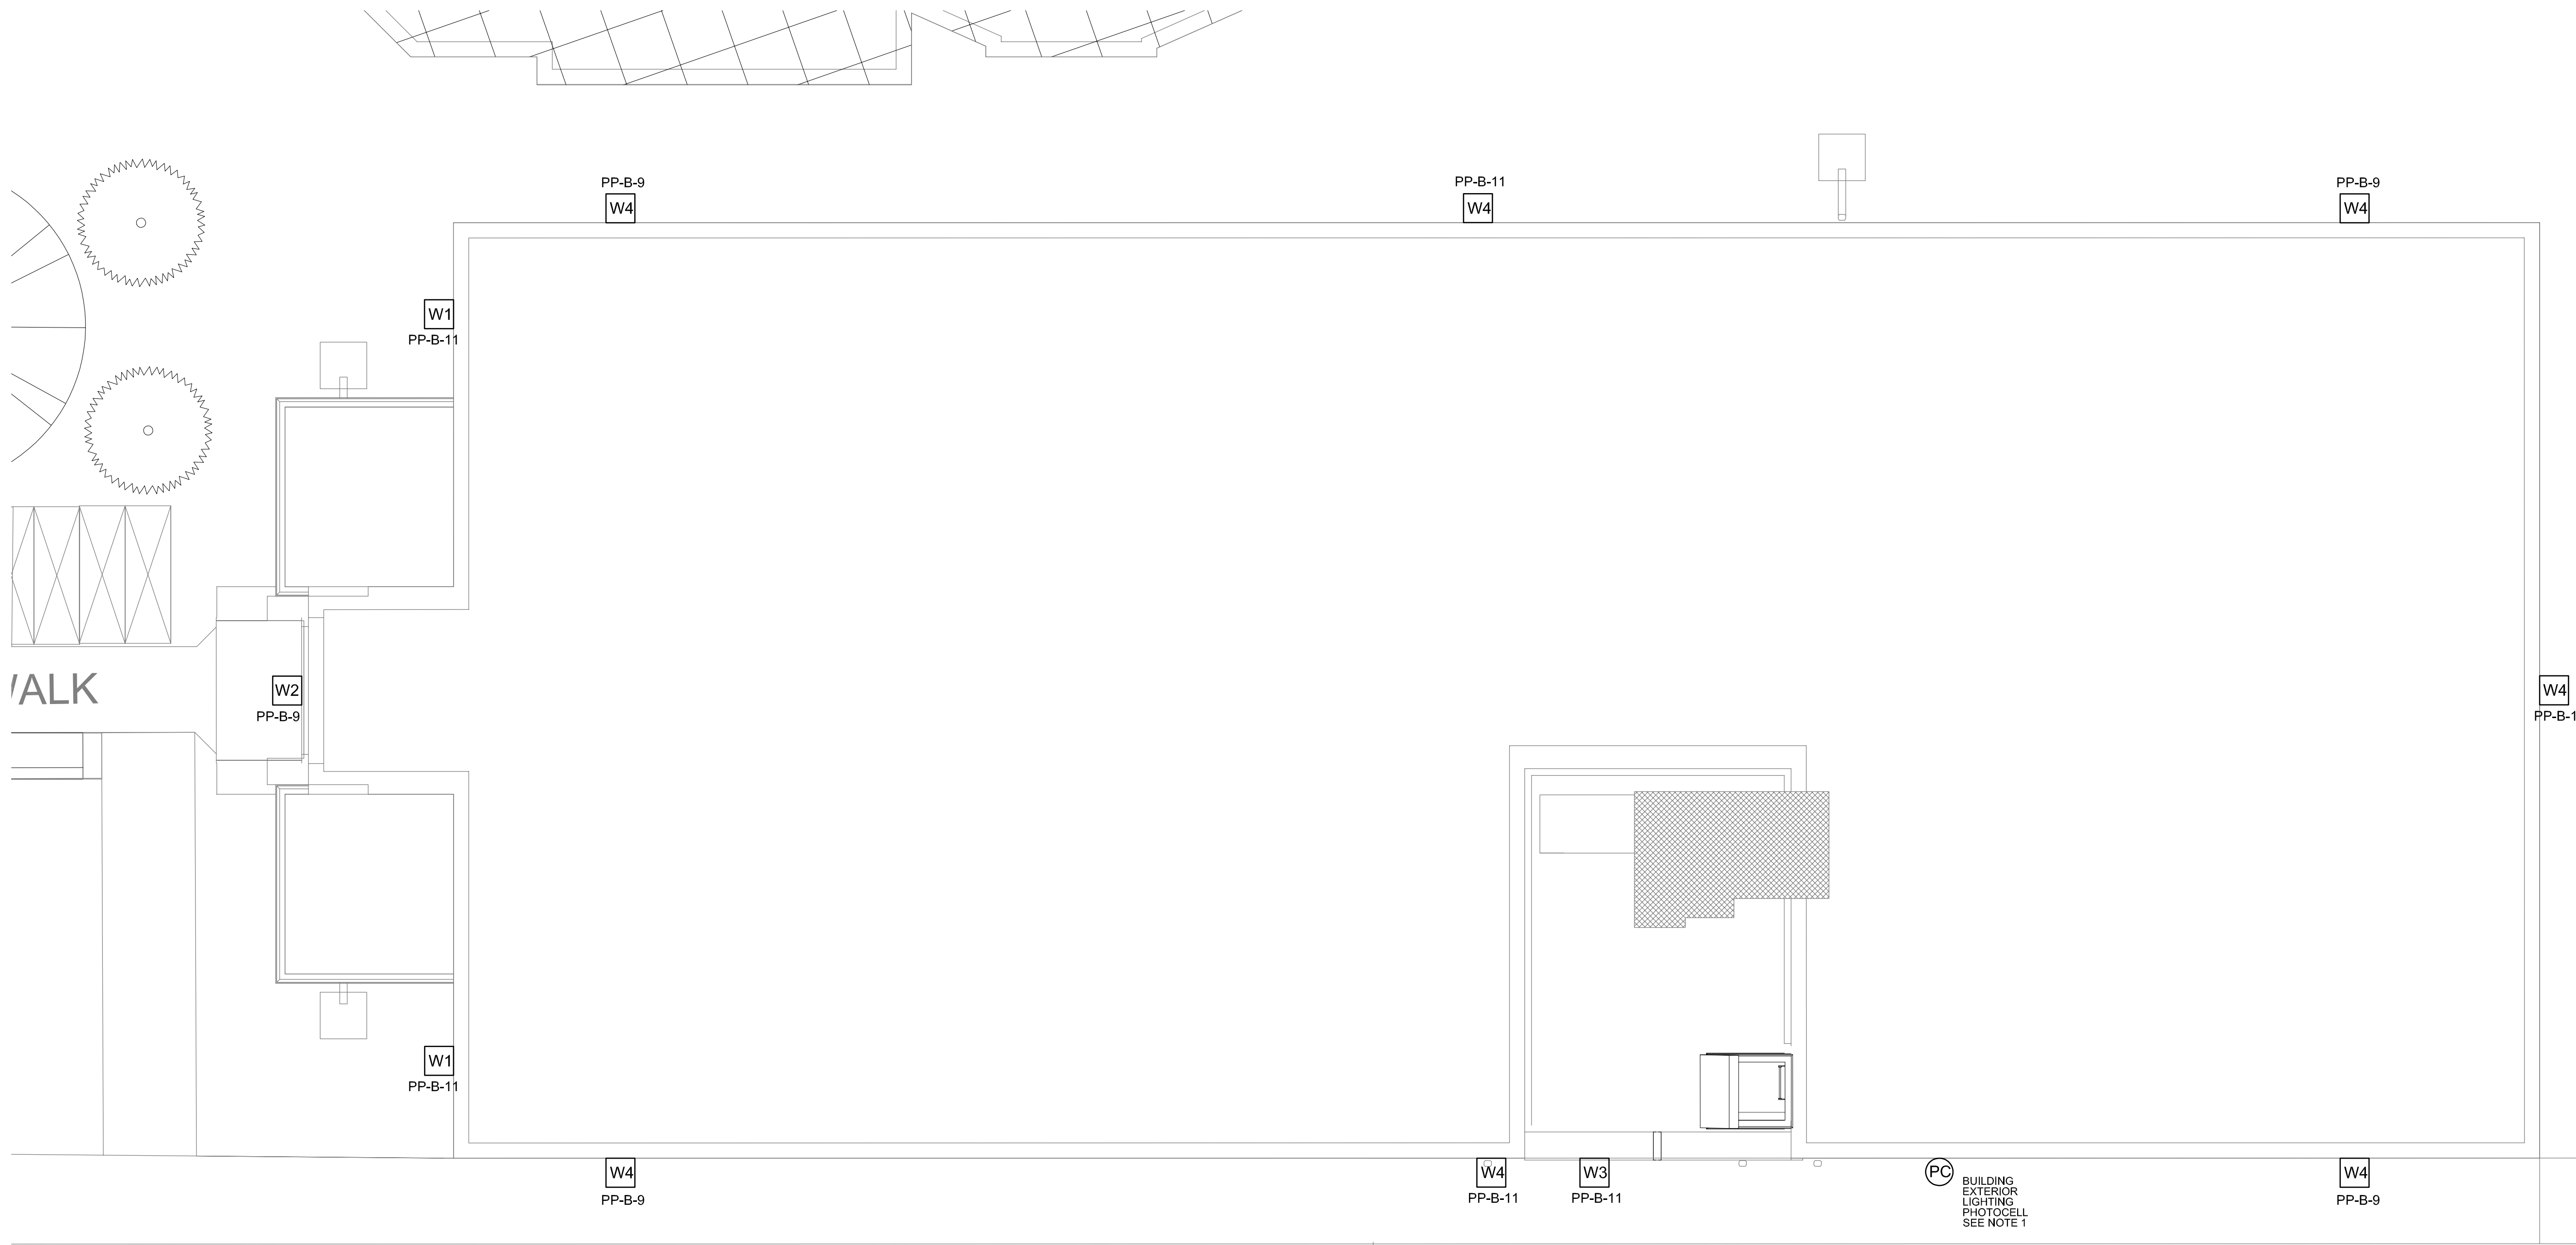 PP-B-9
W4
PP-B-11
W4
PP-B-9
W4
W1
PP-B-11
W2
PP-B-9
W4
W1
PP-B-11
W4
PP-B-9
W4
PP-B-11
W3
PP-B-11
PC
BUILDING
EXTERIOR
LIGHTING
PHOTOCELL
SEE NOTE 1
W4
PP-B-9